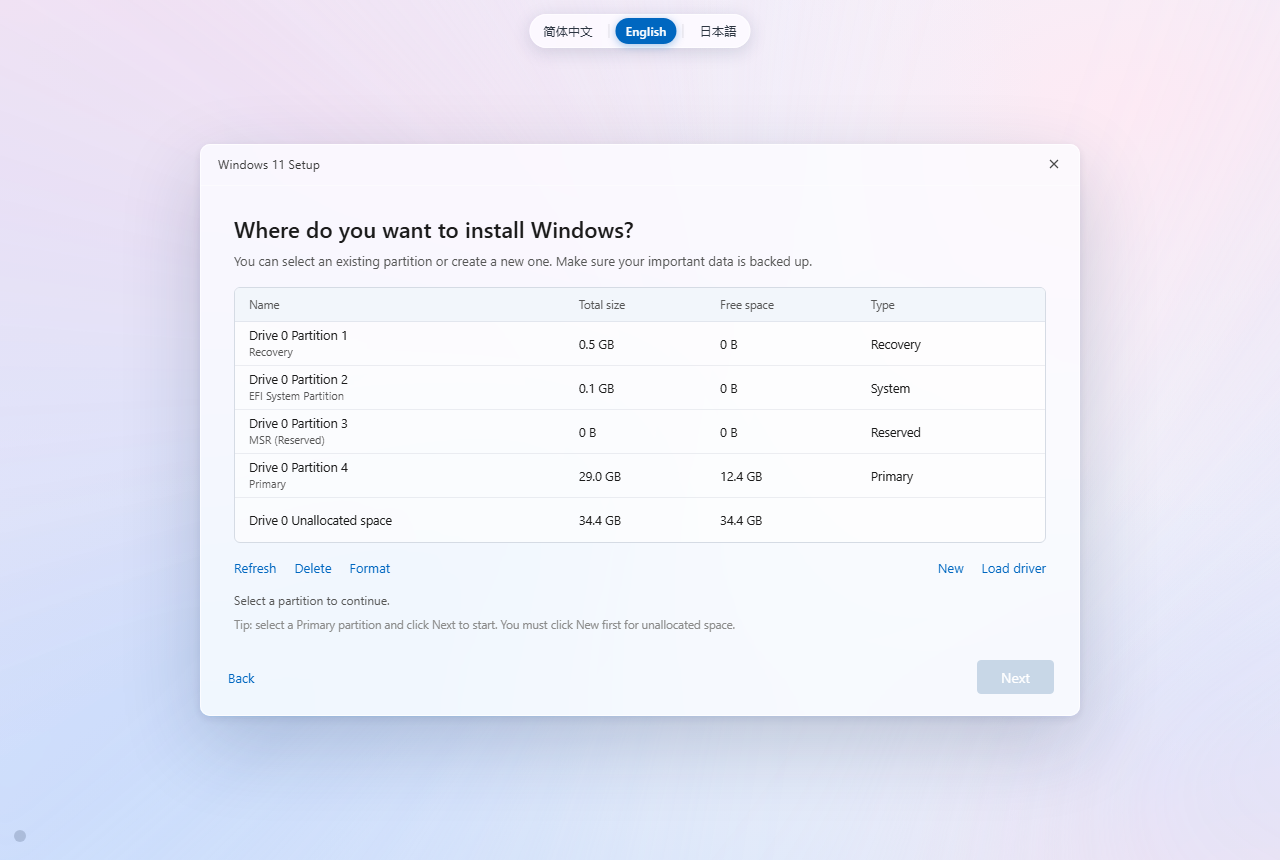 简体中文 English 日本語
Windows 11 Setup
Where do you want to install Windows?
You can select an existing partition or create a new one. Make sure your important data is backed up.
Name Total size Free space Type
Drive 0 Partition 1
Recovery
0.5 GB 0 B Recovery
Drive 0 Partition 2
EFI System Partition
0.1 GB 0 B System
Drive 0 Partition 3
MSR (Reserved)
0 B 0 B Reserved
Drive 0 Partition 4
Primary
29.0 GB 12.4 GB Primary
Drive 0 Unallocated space 34.4 GB 34.4 GB
Refresh Delete Format New Load driver
Select a partition to continue.
Tip: select a Primary partition and click Next to start. You must click New first for unallocated space.
Back Next